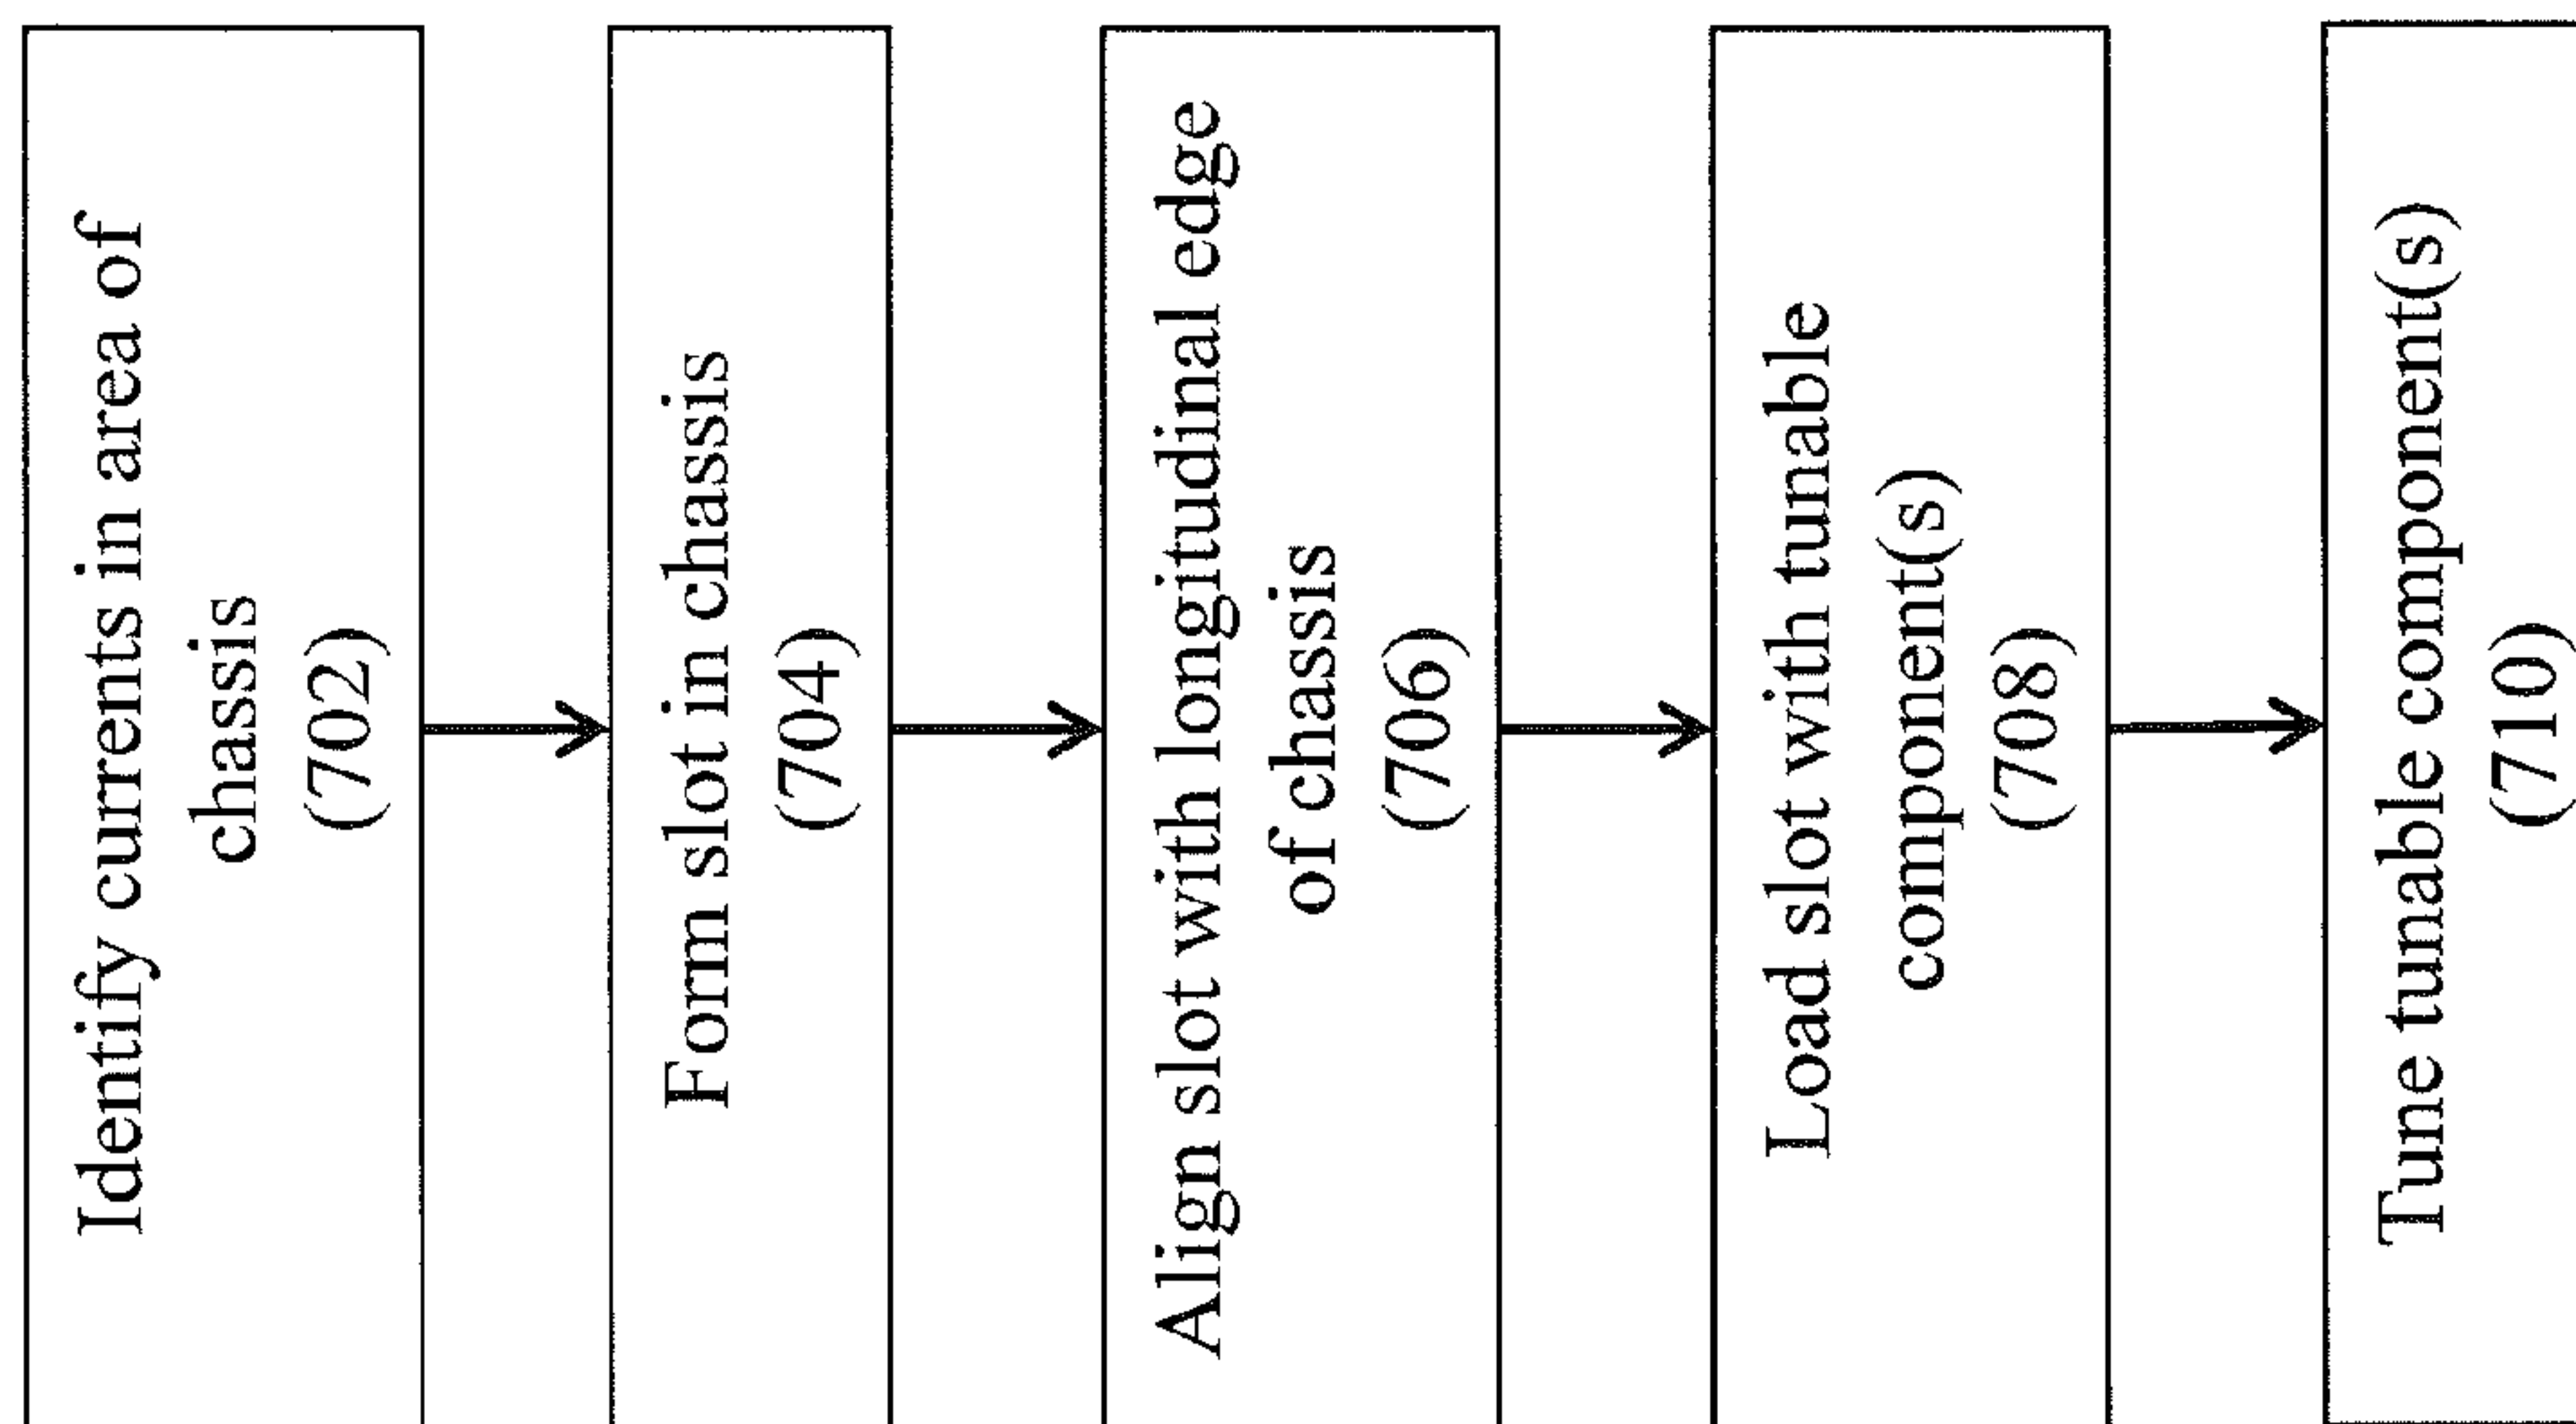 Identify currents in area of
chassis
(702)
Form slot in chassis
(704)
Align slot with longitudinal edge
of chassis
(706)
Load slot with tunable
component(s)
(708)
Tune tunable component(s)
(710)